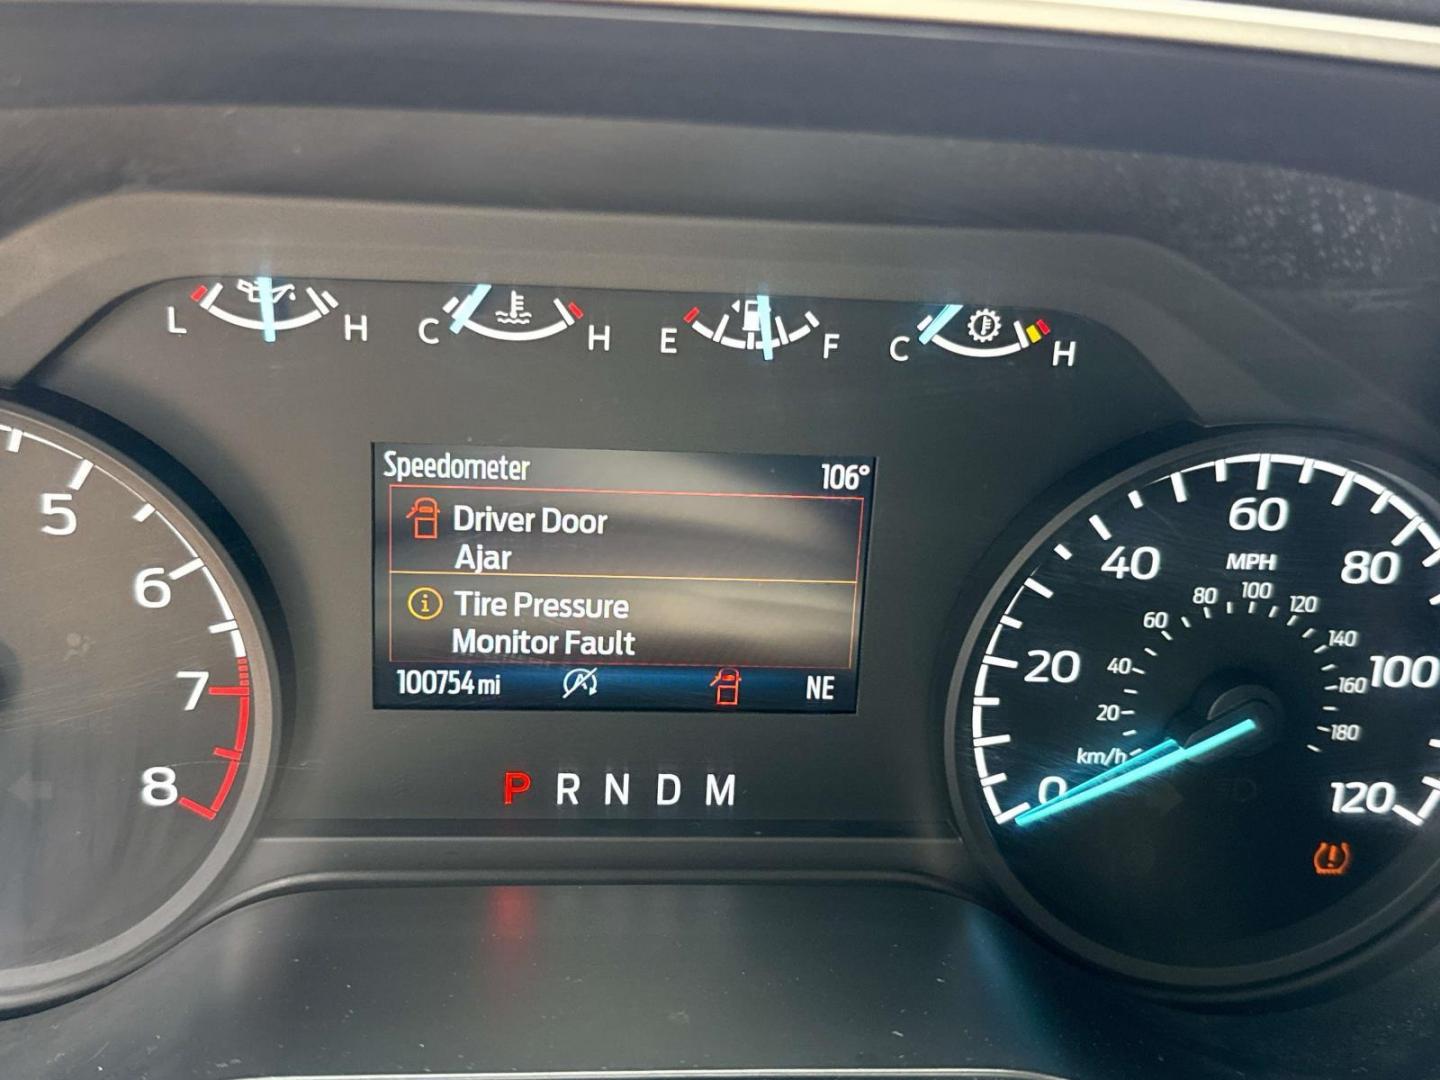 L H C H E F C H
Speedometer 106°
Driver Door
Ajar
Tire Pressure
Monitor Fault
100754 mi NE
P R N D M
5
6
7
8
0
20
40
60
80
100
120
MPH
km/h
20
40
60
80
100
120
140
160
180